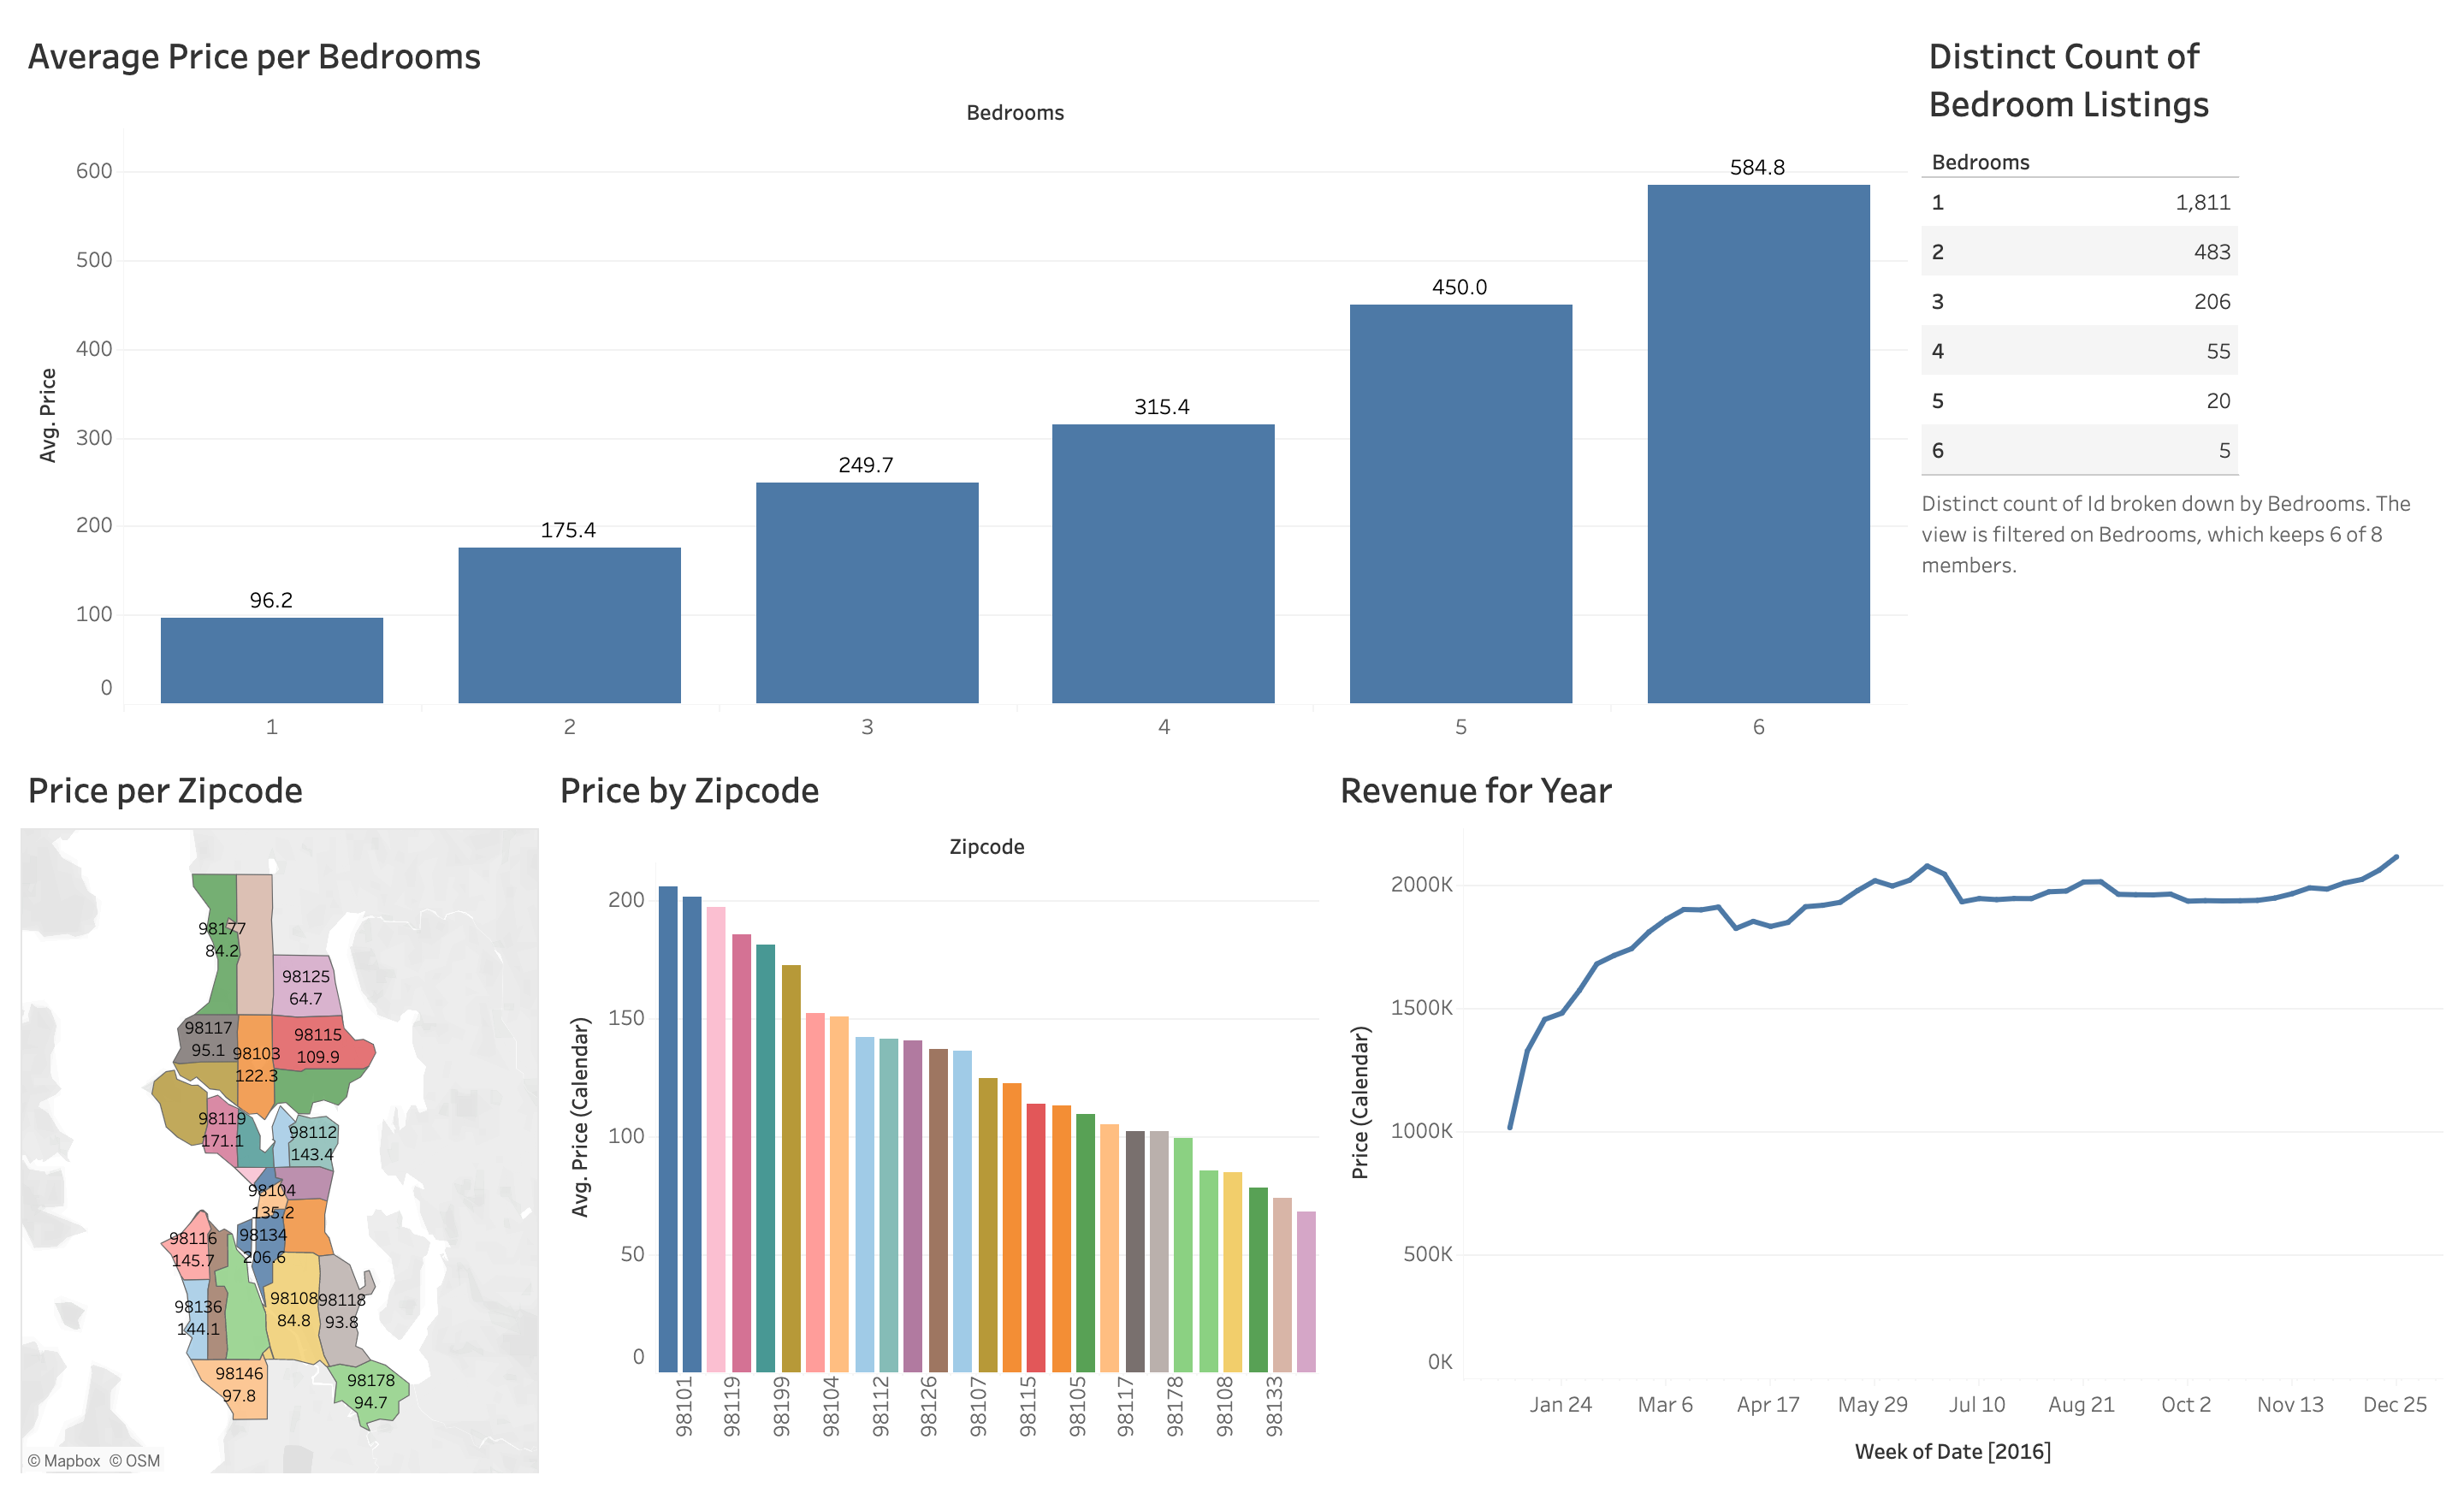 Average Price per Bedrooms
Bedrooms
Avg. Price
600
500
400
300
200
100
0
96.2
175.4
249.7
315.4
450.0
584.8
1
2
3
4
5
6
Distinct Count of
Bedroom Listings
Bedrooms
1 1,811
2 483
3 206
4 55
5 20
6 5
Distinct count of Id broken down by Bedrooms. The
view is filtered on Bedrooms, which keeps 6 of 8
members.
Price per Zipcode
98177
84.2
98125
64.7
98117
95.1
98115
109.9
98103
122.3
98119
171.1
98112
143.4
98104
135.2
98134
206.6
98116
145.7
98136
144.1
98108
84.8
98118
93.8
98146
97.8
98178
94.7
© Mapbox © OSM
Price by Zipcode
Zipcode
Avg. Price (Calendar)
200
150
100
50
0
98101
98119
98199
98104
98112
98126
98107
98115
98105
98117
98178
98108
98133
Revenue for Year
Price (Calendar)
2000K
1500K
1000K
500K
0K
Jan 24
Mar 6
Apr 17
May 29
Jul 10
Aug 21
Oct 2
Nov 13
Dec 25
Week of Date [2016]